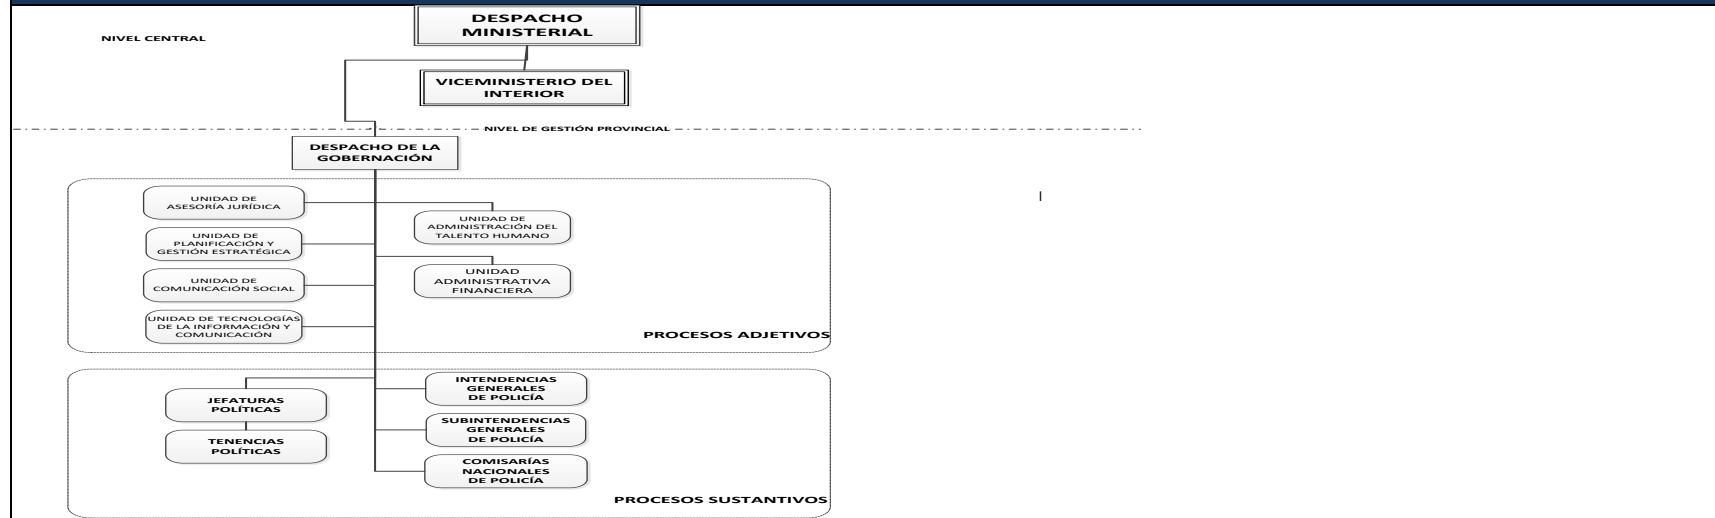 DESPACHO
MINISTERIAL
NIVEL CENTRAL
VICEMINISTERIO DEL
INTERIOR
NIVEL DE GESTIÓN PROVINCIAL
DESPACHO DE LA
GOBERNACIÓN
UNIDAD DE
ASESORÍA JURÍDICA
UNIDAD DE
ADMINISTRACIÓN DEL
TALENTO HUMANO
UNIDAD DE
PLANIFICACIÓN Y
GESTIÓN ESTRATÉGICA
UNIDAD
ADMINISTRATIVA
FINANCIERA
UNIDAD DE
COMUNICACIÓN SOCIAL
UNIDAD DE TECNOLOGÍAS
DE LA INFORMACIÓN Y
COMUNICACIÓN
PROCESOS ADJETIVOS
INTENDENCIAS
GENERALES
DE POLICÍA
JEFATURAS
POLÍTICAS
SUBINTENDENCIAS
GENERALES
DE POLICÍA
TENENCIAS
POLÍTICAS
COMISARÍAS
NACIONALES
DE POLICÍA
PROCESOS SUSTANTIVOS